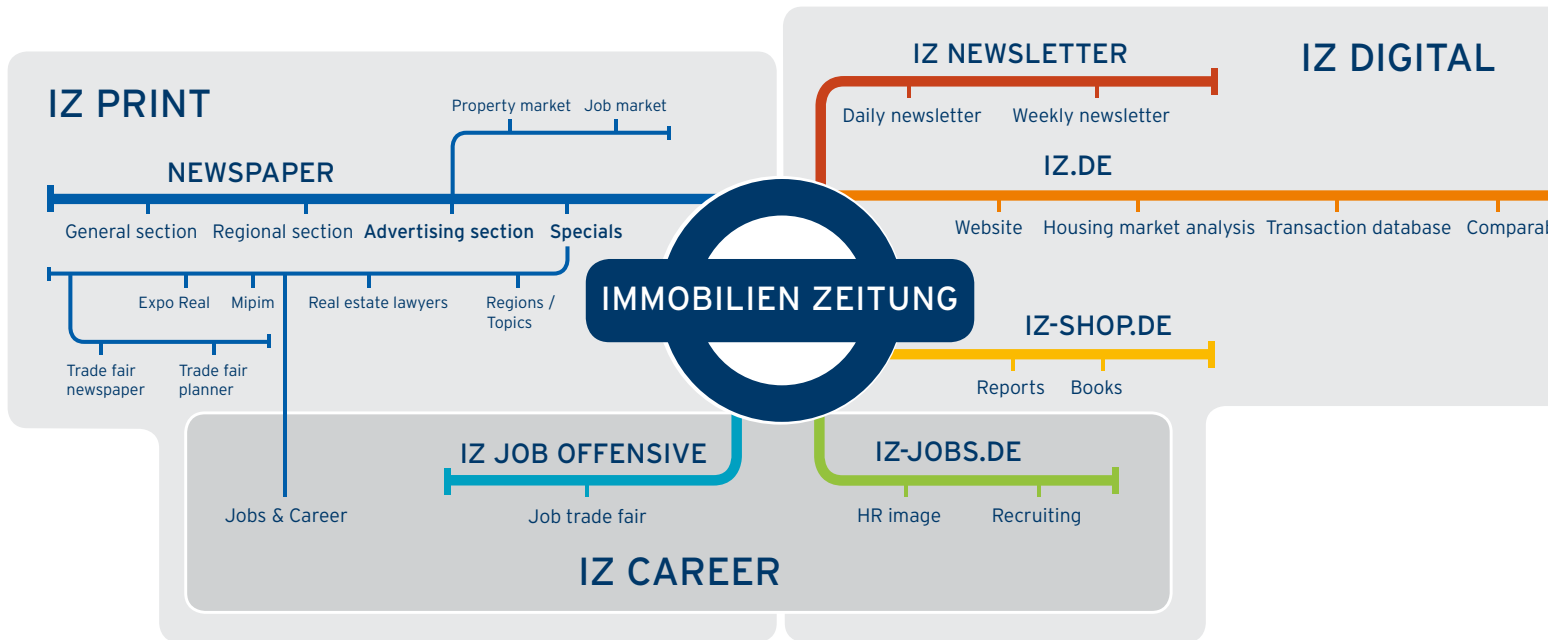 IZ PRINT
Property market
Job market
NEWSPAPER
General section
Regional section
Advertising section
Specials
Expo Real
Mipim
Real estate lawyers
Regions /
Topics
Trade fair
newspaper
Trade fair
planner
IZ DIGITAL
IZ NEWSLETTER
Daily newsletter
Weekly newsletter
IZ.DE
Website
Housing market analysis
Transaction database
IMMOBILIEN ZEITUNG
IZ-SHOP.DE
Reports
Books
IZ JOB OFFENSIVE
Job trade fair
IZ-JOBS.DE
HR image
Recruiting
Jobs & Career
IZ CAREER